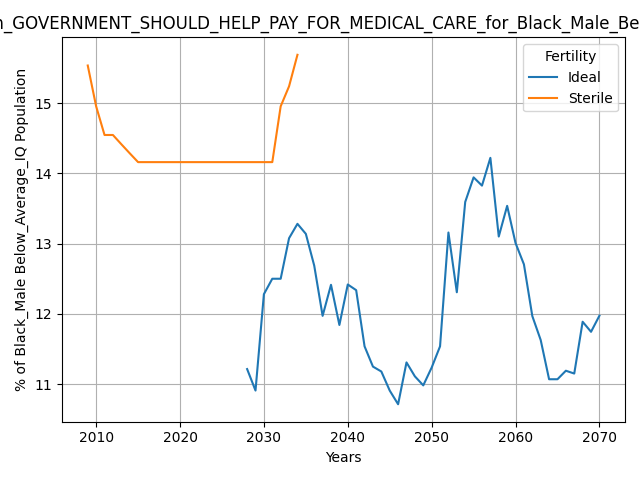 n_GOVERNMENT_SHOULD_HELP_PAY_FOR_MEDICAL_CARE_for_Black_Male_Be
Fertility
Ideal
Sterile
% of Black_Male Below_Average_IQ Population
15
14
13
12
11
2010 2020 2030 2040 2050 2060 2070
Years